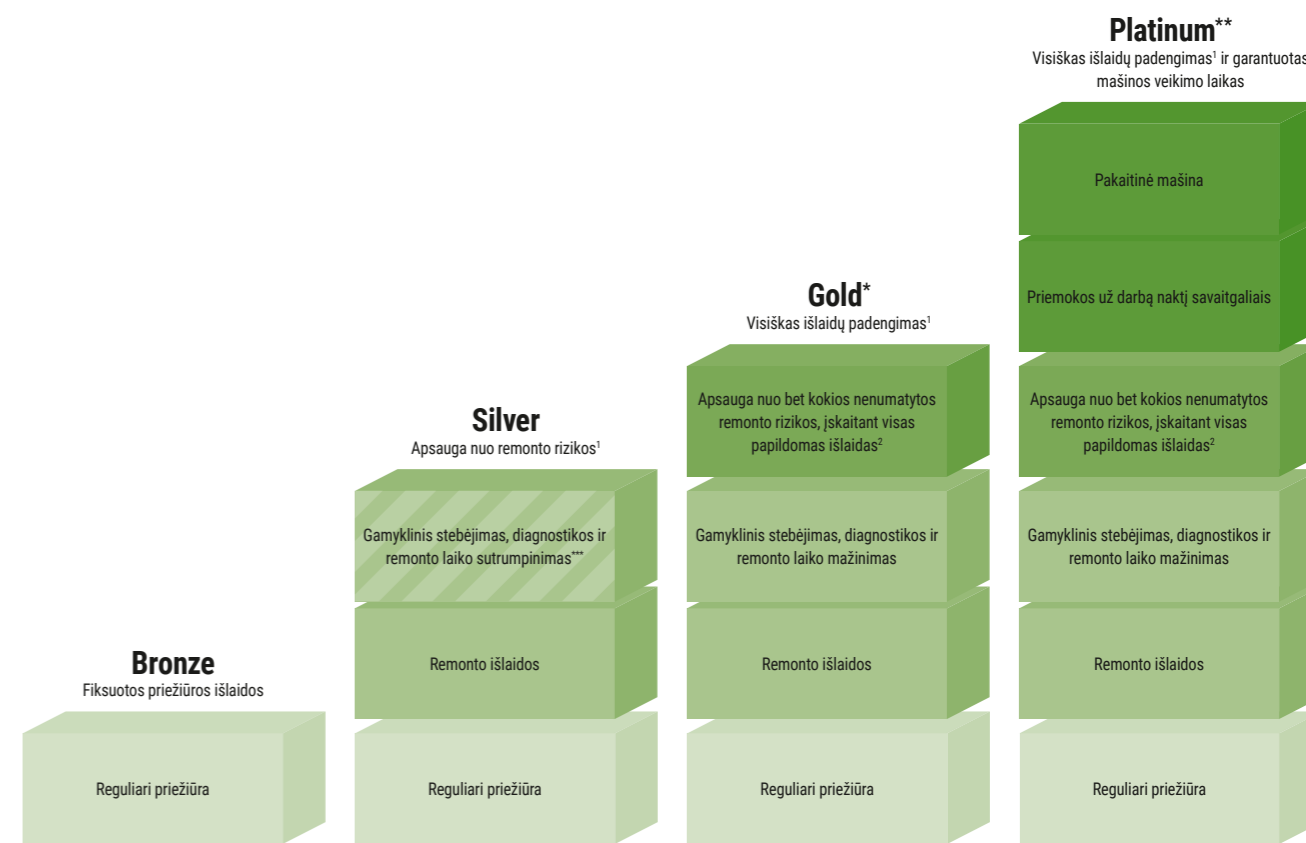 Platinum**
Visiškas išlaidų padengimas¹ ir garantuotas
mašinos veikimo laikas
Pakaitinė mašina
Priemokos už darbą naktį savaitgaliais
Apsauga nuo bet kokios nenumatytos
remonto rizikos, įskaitant visas
papildomas išlaidas²
Gamyklinis stebėjimas, diagnostikos ir
remonto laiko mažinimas
Remonto išlaidos
Reguliari priežiūra
Gold*
Visiškas išlaidų padengimas¹
Apsauga nuo bet kokios nenumatytos
remonto rizikos, įskaitant visas
papildomas išlaidas²
Gamyklinis stebėjimas, diagnostikos ir
remonto laiko mažinimas
Remonto išlaidos
Reguliari priežiūra
Silver
Apsauga nuo remonto rizikos¹
Gamyklinis stebėjimas, diagnostikos ir
remonto laiko sutrumpinimas***
Remonto išlaidos
Reguliari priežiūra
Bronze
Fiksuotos priežiūros išlaidos
Reguliari priežiūra